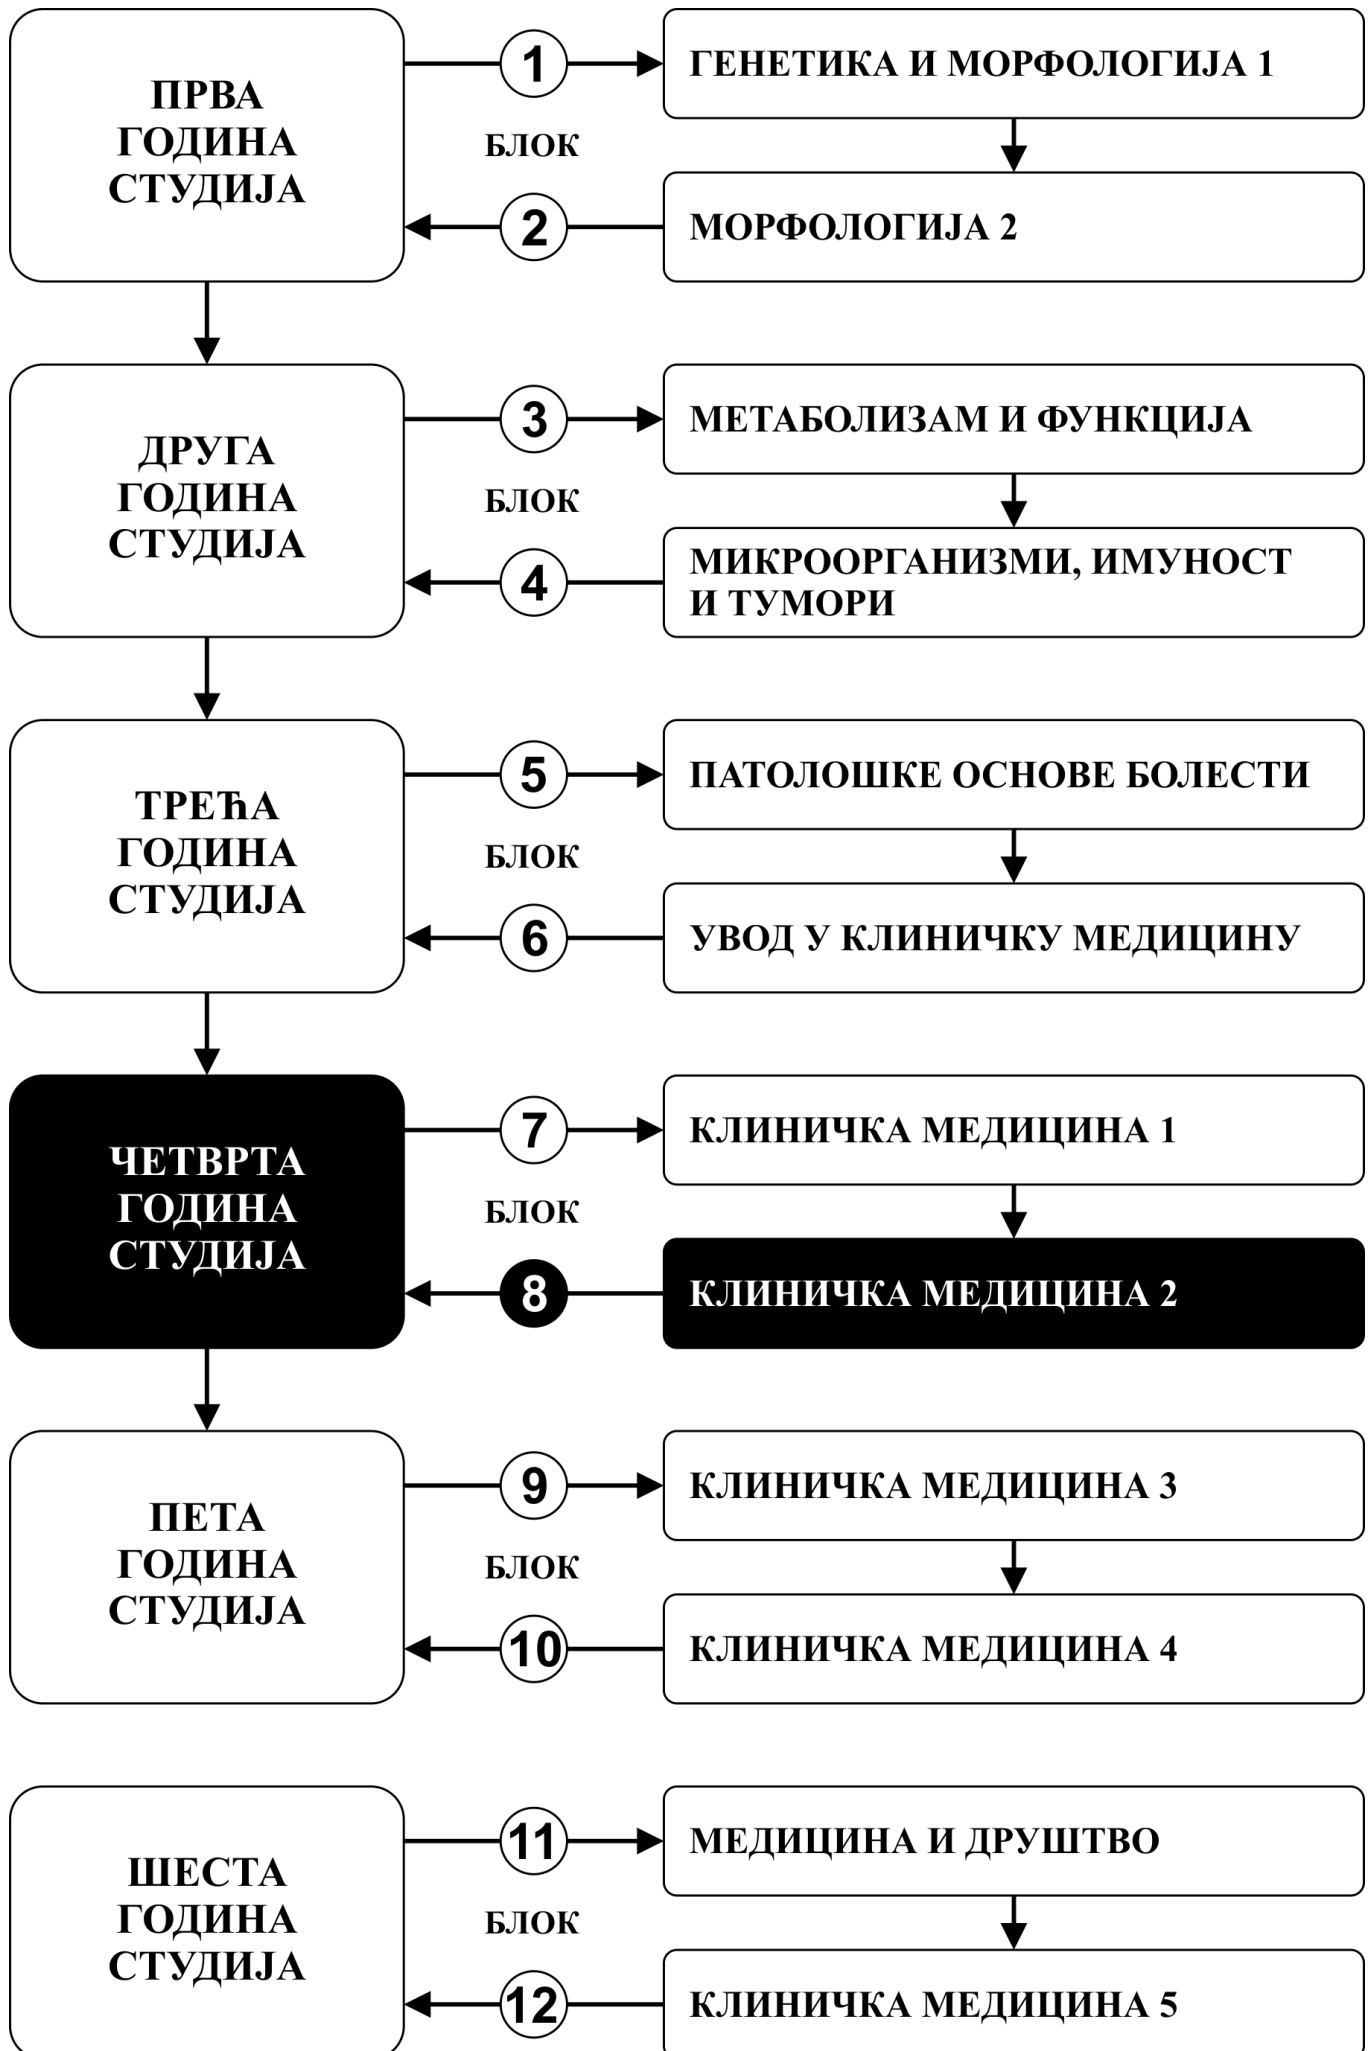 ПРВА
ГОДИНА
СТУДИЈА
1
ГЕНЕТИКА И МОРФОЛОГИЈА 1
БЛОК
2
МОРФОЛОГИЈА 2
ДРУГА
ГОДИНА
СТУДИЈА
3
МЕТАБОЛИЗАМ И ФУНКЦИЈА
БЛОК
4
МИКРООРГАНИЗМИ, ИМУНОСТ
И ТУМОРИ
ТРЕЋА
ГОДИНА
СТУДИЈА
5
ПАТОЛОШКЕ ОСНОВЕ БОЛЕСТИ
БЛОК
6
УВОД У КЛИНИЧКУ МЕДИЦИНУ
ЧЕТВРТА
ГОДИНА
СТУДИЈА
7
КЛИНИЧКА МЕДИЦИНА 1
БЛОК
8
КЛИНИЧКА МЕДИЦИНА 2
ПЕТА
ГОДИНА
СТУДИЈА
9
КЛИНИЧКА МЕДИЦИНА 3
БЛОК
10
КЛИНИЧКА МЕДИЦИНА 4
ШЕСТА
ГОДИНА
СТУДИЈА
11
МЕДИЦИНА И ДРУШТВО
БЛОК
12
КЛИНИЧКА МЕДИЦИНА 5